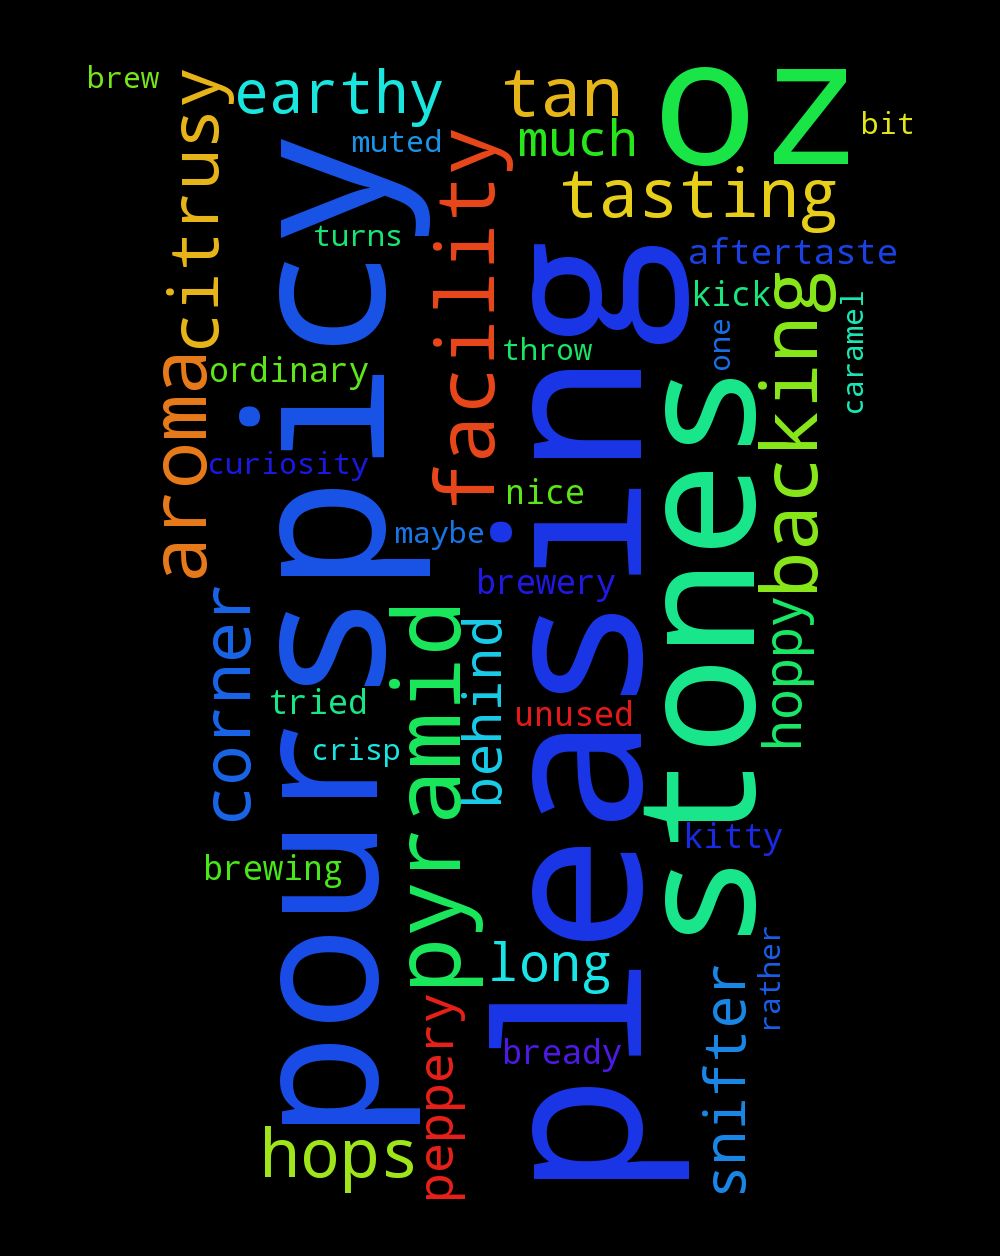 brew
earthy
tan
oz
citrusy
muted
much
bit
facility
tasting
spicy
turns
aftertaste
pleasing
kick
backing
caramel
one
throw
aroma
ordinary
stones
curiosity
nice
maybe
brewery
hoppy
corner
pyramid
behind
tried
unused
crisp
pours
kitty
brewing
long
rather
snifter
peppery
bready
hops